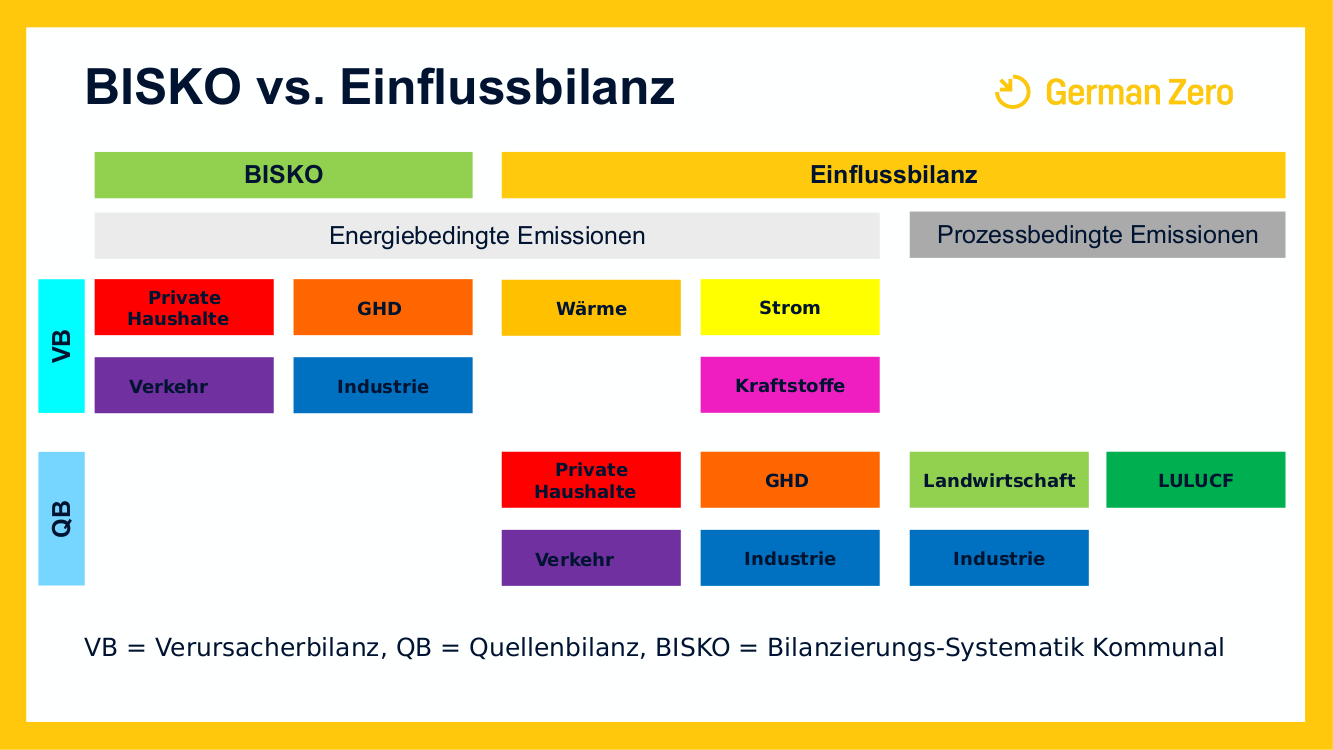 BISKO vs. Einflussbilanz
German Zero
BISKO
Einflussbilanz
Energiebedingte Emissionen
Prozessbedingte Emissionen
VB
Private
Haushalte
GHD
Wärme
Strom
Verkehr
Industrie
Kraftstoffe
QB
Private
Haushalte
GHD
Landwirtschaft
LULUCF
Verkehr
Industrie
Industrie
VB = Verursacherbilanz, QB = Quellenbilanz, BISKO = Bilanzierungs-Systematik Kommunal